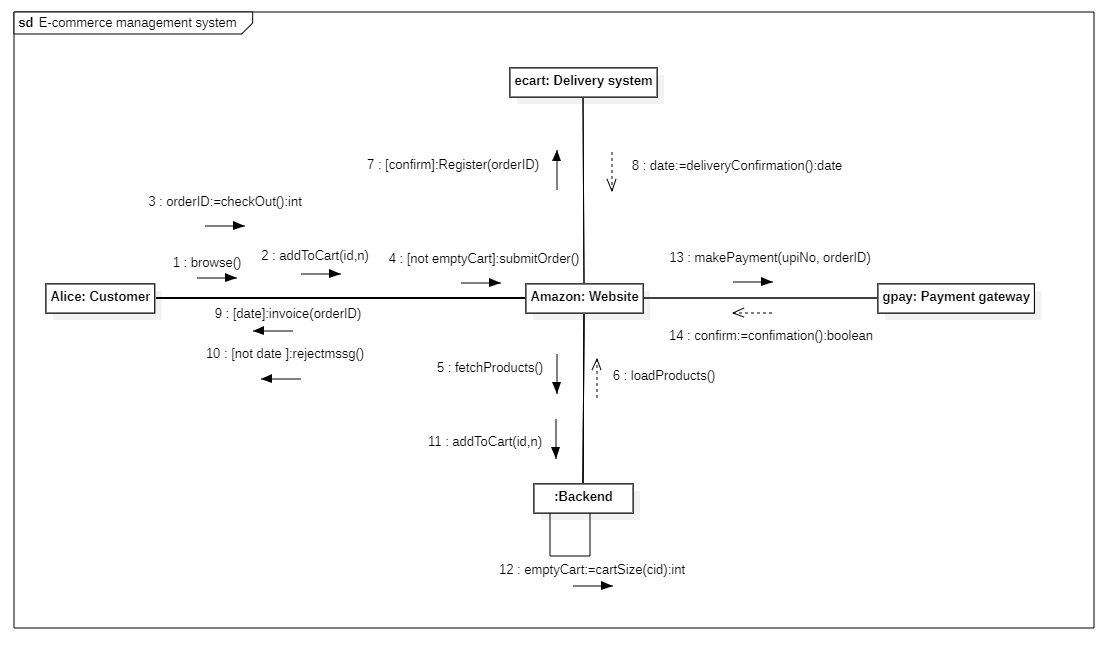 sd E-commerce management system
ecart: Delivery system
7 : [confirm]:Register(orderID)
8 : date:=deliveryConfirmation():date
3 : orderID:=checkOut():int
1 : browse()
2 : addToCart(id,n)
4 : [not emptyCart]:submitOrder()
13 : makePayment(upiNo, orderID)
Alice: Customer
Amazon: Website
gpay: Payment gateway
9 : [date]:invoice(orderID)
14 : confirm:=confimation():boolean
10 : [not date ]:rejectmssg()
5 : fetchProducts()
6 : loadProducts()
11 : addToCart(id,n)
:Backend
12 : emptyCart:=cartSize(cid):int